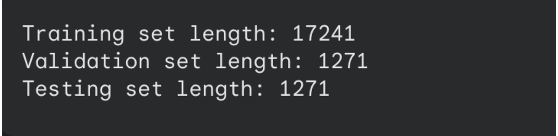 Training set length: 17241
Validation set length: 1271
Testing set length: 1271